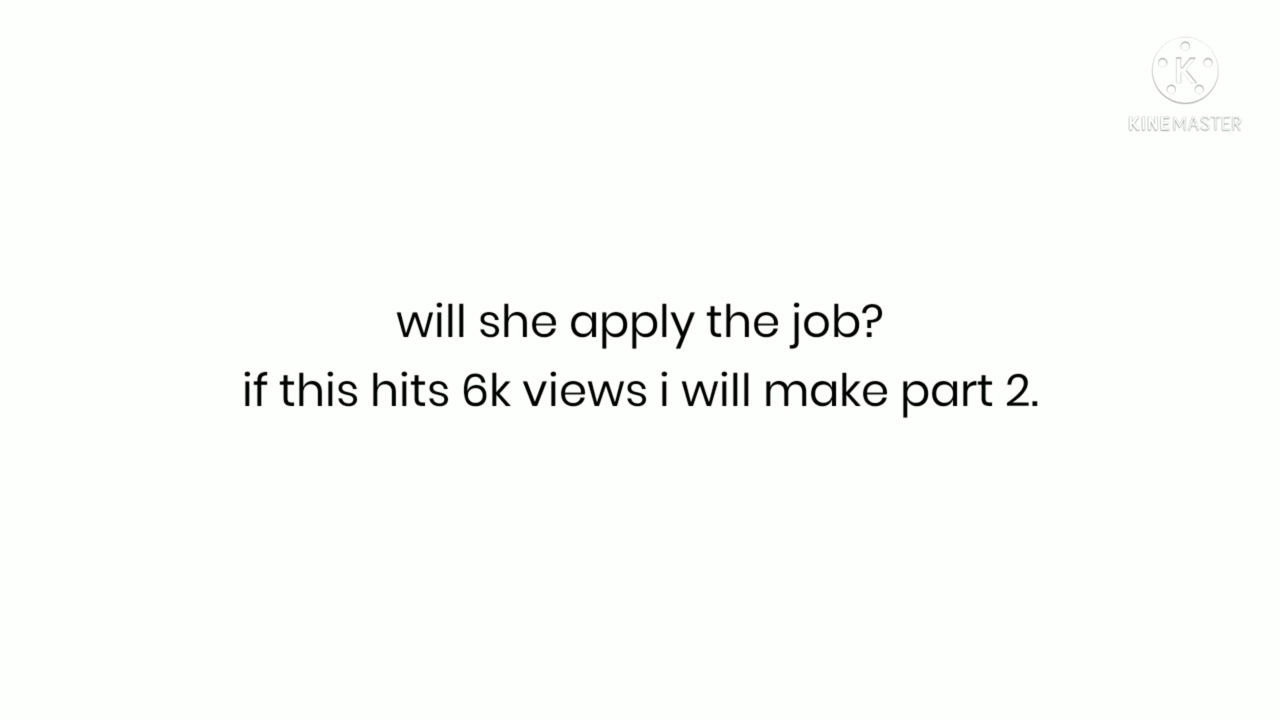 K
KINEMASTER
will she apply the job?
if this hits 6k views i will make part 2.